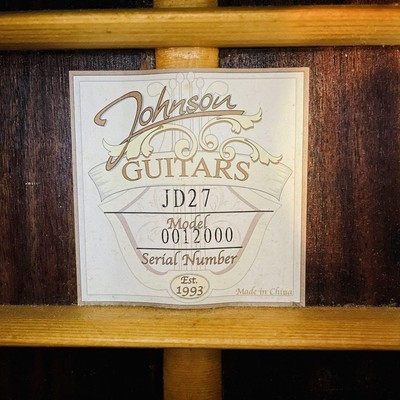 Johnson
GUITARS
JD27
Model
0012000
Serial Number
Est.
1993
Made in China